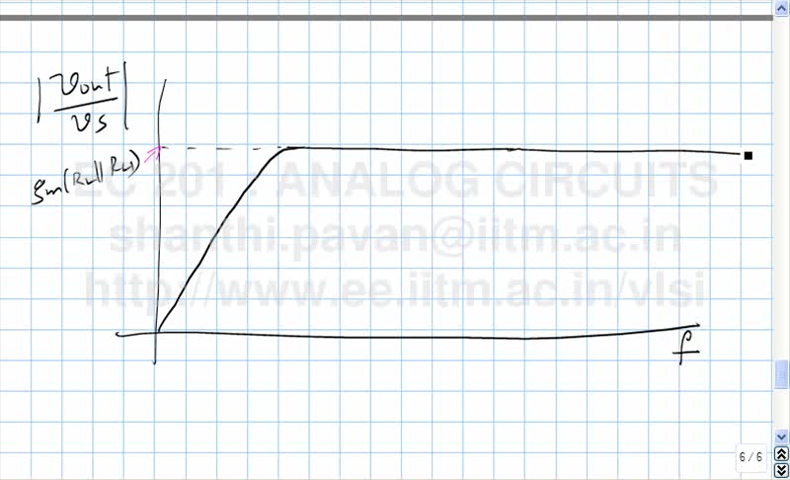 |vout/vs|
gm(RL||Rd1)
EC 201 : ANALOG CIRCUITS
shanthi.pavan@iitm.ac.in
http://www.ee.iitm.ac.in/vlsi
f
6 / 6